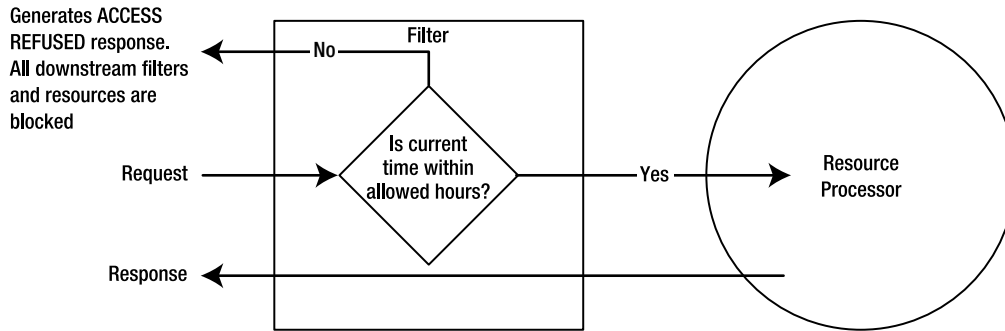 Generates ACCESS
REFUSED response.
All downstream filters
and resources are
blocked
Filter
No
Is current
time within
allowed hours?
Request
Yes
Resource
Processor
Response